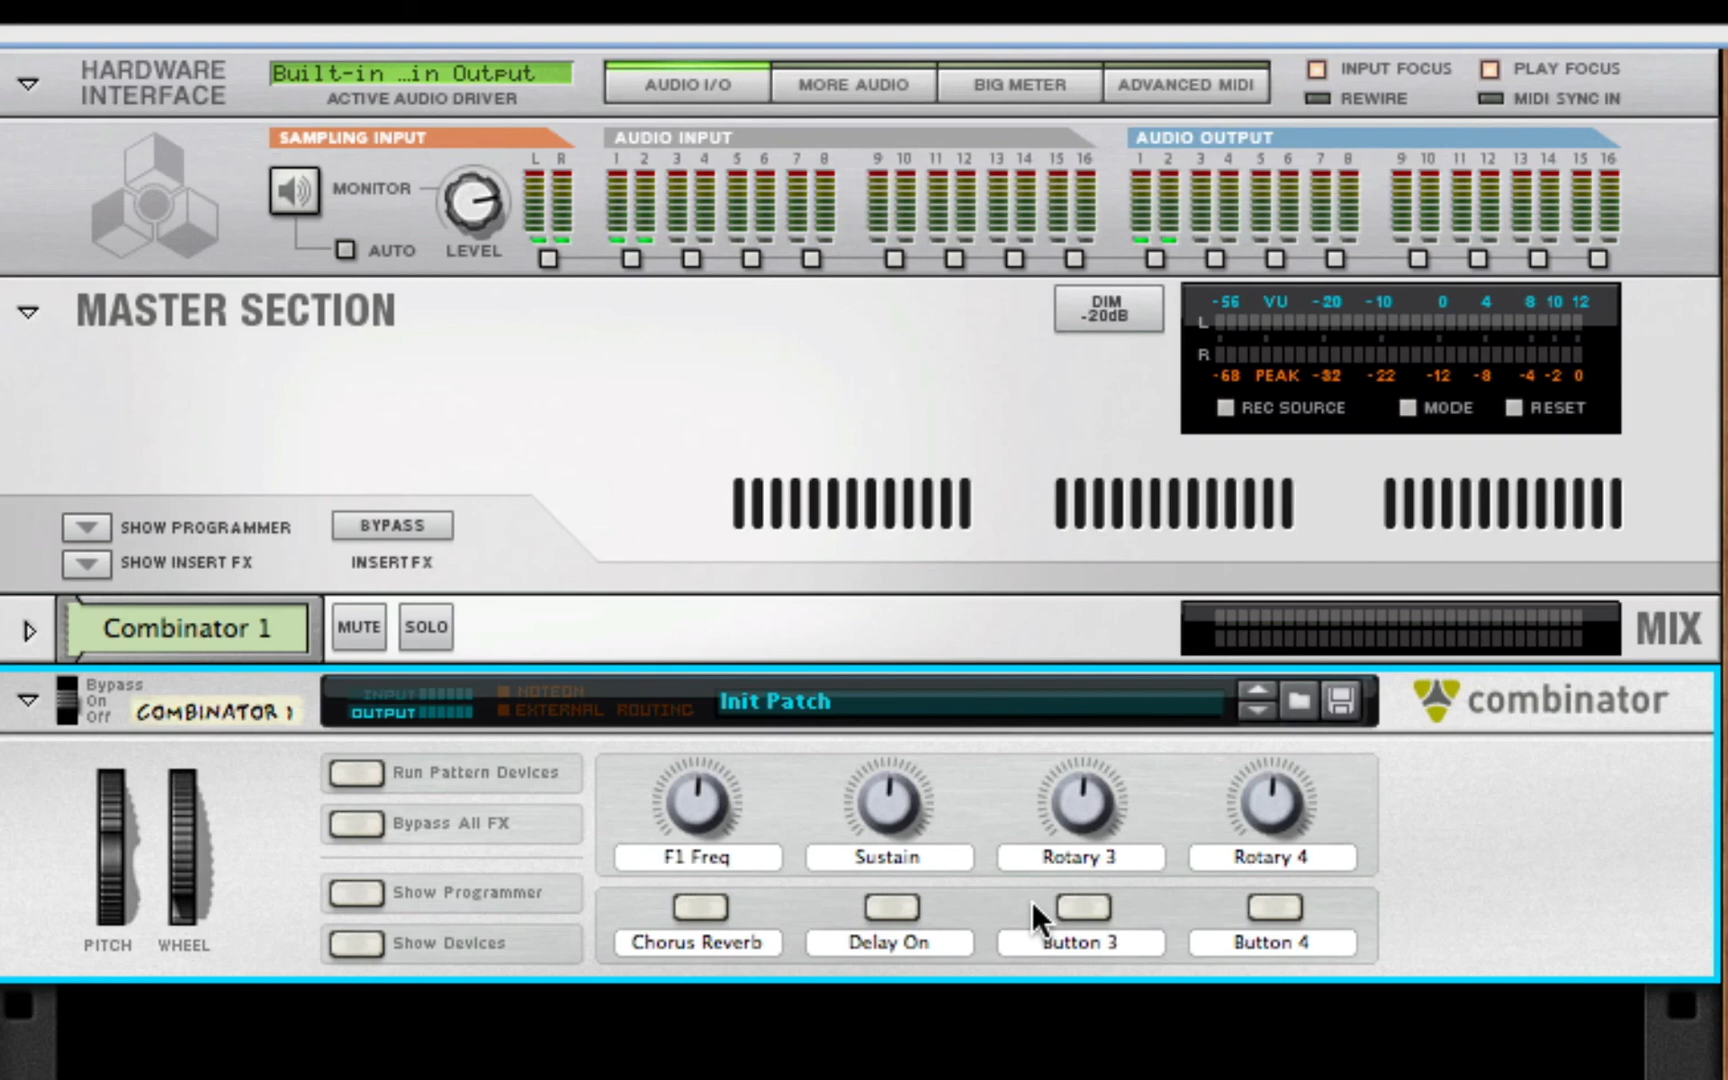 HARDWARE INTERFACE
Built-in …in Output
ACTIVE AUDIO DRIVER
AUDIO I/O
MORE AUDIO
BIG METER
ADVANCED MIDI
INPUT FOCUS
PLAY FOCUS
REWIRE
MIDI SYNC IN
SAMPLING INPUT
AUDIO INPUT
AUDIO OUTPUT
L R
1 2 3 4 5 6 7 8 9 10 11 12 13 14 15 16
1 2 3 4 5 6 7 8 9 10 11 12 13 14 15 16
MONITOR
AUTO
LEVEL
MASTER SECTION
DIM
-20dB
-56 VU -20 -10 0 4 8 10 12
L
R
-68 PEAK -32 -22 -12 -8 -4 -2 0
REC SOURCE
MODE
RESET
SHOW PROGRAMMER
BYPASS
SHOW INSERT FX
INSERT FX
Combinator 1
MUTE
SOLO
MIX
Bypass
On
Off
COMBINATOR 1
INPUT
OUTPUT
NOTEON
EXTERNAL ROUTING
Init Patch
combinator
Run Pattern Devices
Bypass All FX
Show Programmer
Show Devices
F1 Freq
Sustain
Rotary 3
Rotary 4
Chorus Reverb
Delay On
Button 3
Button 4
PITCH
WHEEL